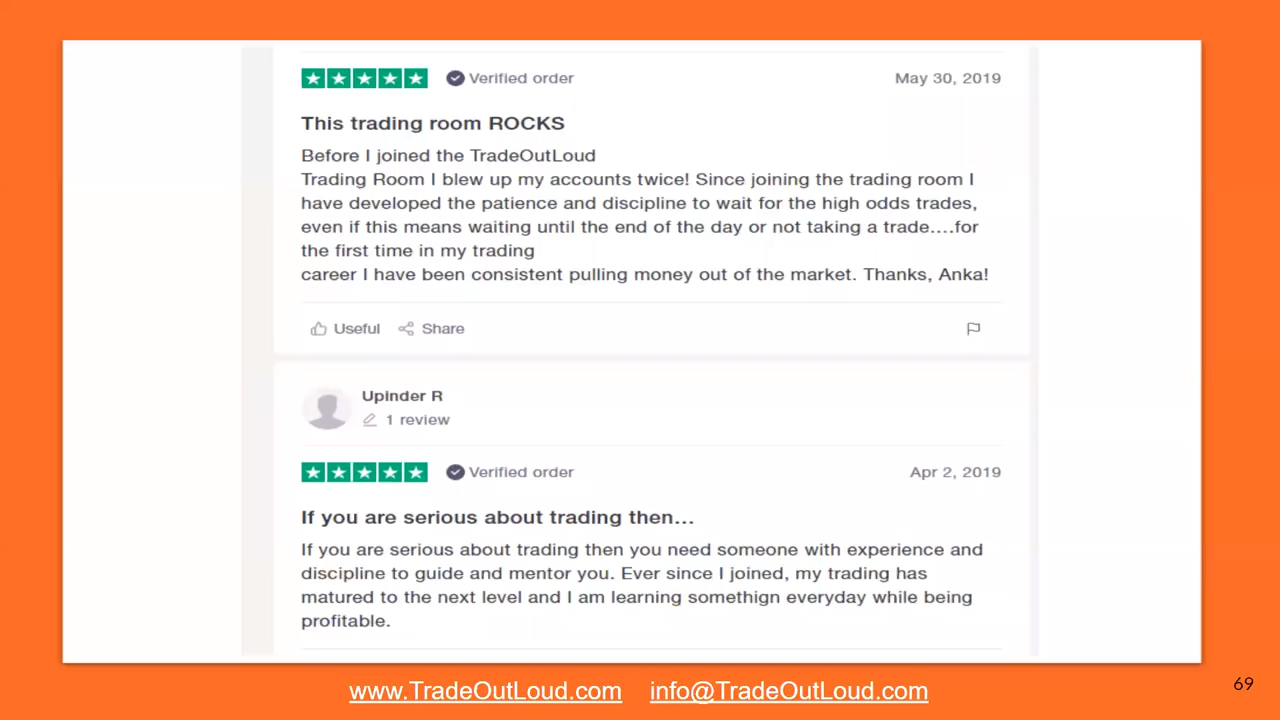 Verified order
May 30, 2019
This trading room ROCKS
Before I joined the TradeOutLoud
Trading Room I blew up my accounts twice! Since joining the trading room I
have developed the patience and discipline to wait for the high odds trades,
even if this means waiting until the end of the day or not taking a trade....for
the first time in my trading
career I have been consistent pulling money out of the market. Thanks, Anka!
Useful Share
Upinder R
1 review
Verified order
Apr 2, 2019
If you are serious about trading then...
If you are serious about trading then you need someone with experience and
discipline to guide and mentor you. Ever since I joined, my trading has
matured to the next level and I am learning somethign everyday while being
profitable.
www.TradeOutLoud.com info@TradeOutLoud.com
69